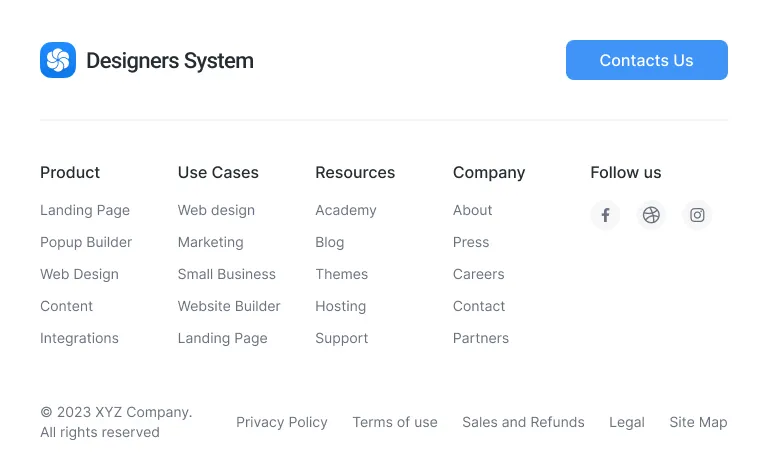 Designers System
Contacts Us
Product
Landing Page
Popup Builder
Web Design
Content
Integrations
Use Cases
Web design
Marketing
Small Business
Website Builder
Landing Page
Resources
Academy
Blog
Themes
Hosting
Support
Company
About
Press
Careers
Contact
Partners
Follow us
© 2023 XYZ Company.
All rights reserved
Privacy Policy
Terms of use
Sales and Refunds
Legal
Site Map